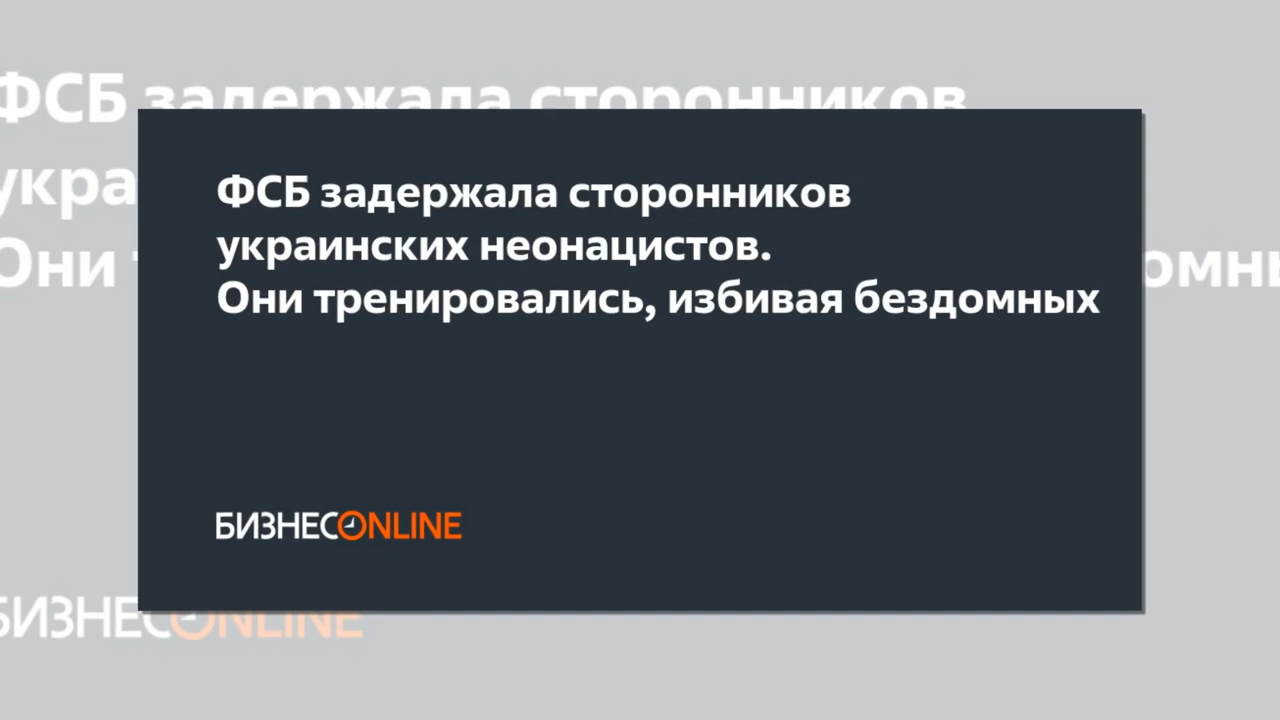 ФСБ задержала сторонников
украинских неонацистов.
Они тренировались, избивая бездомных
БИЗНЕСONLINE